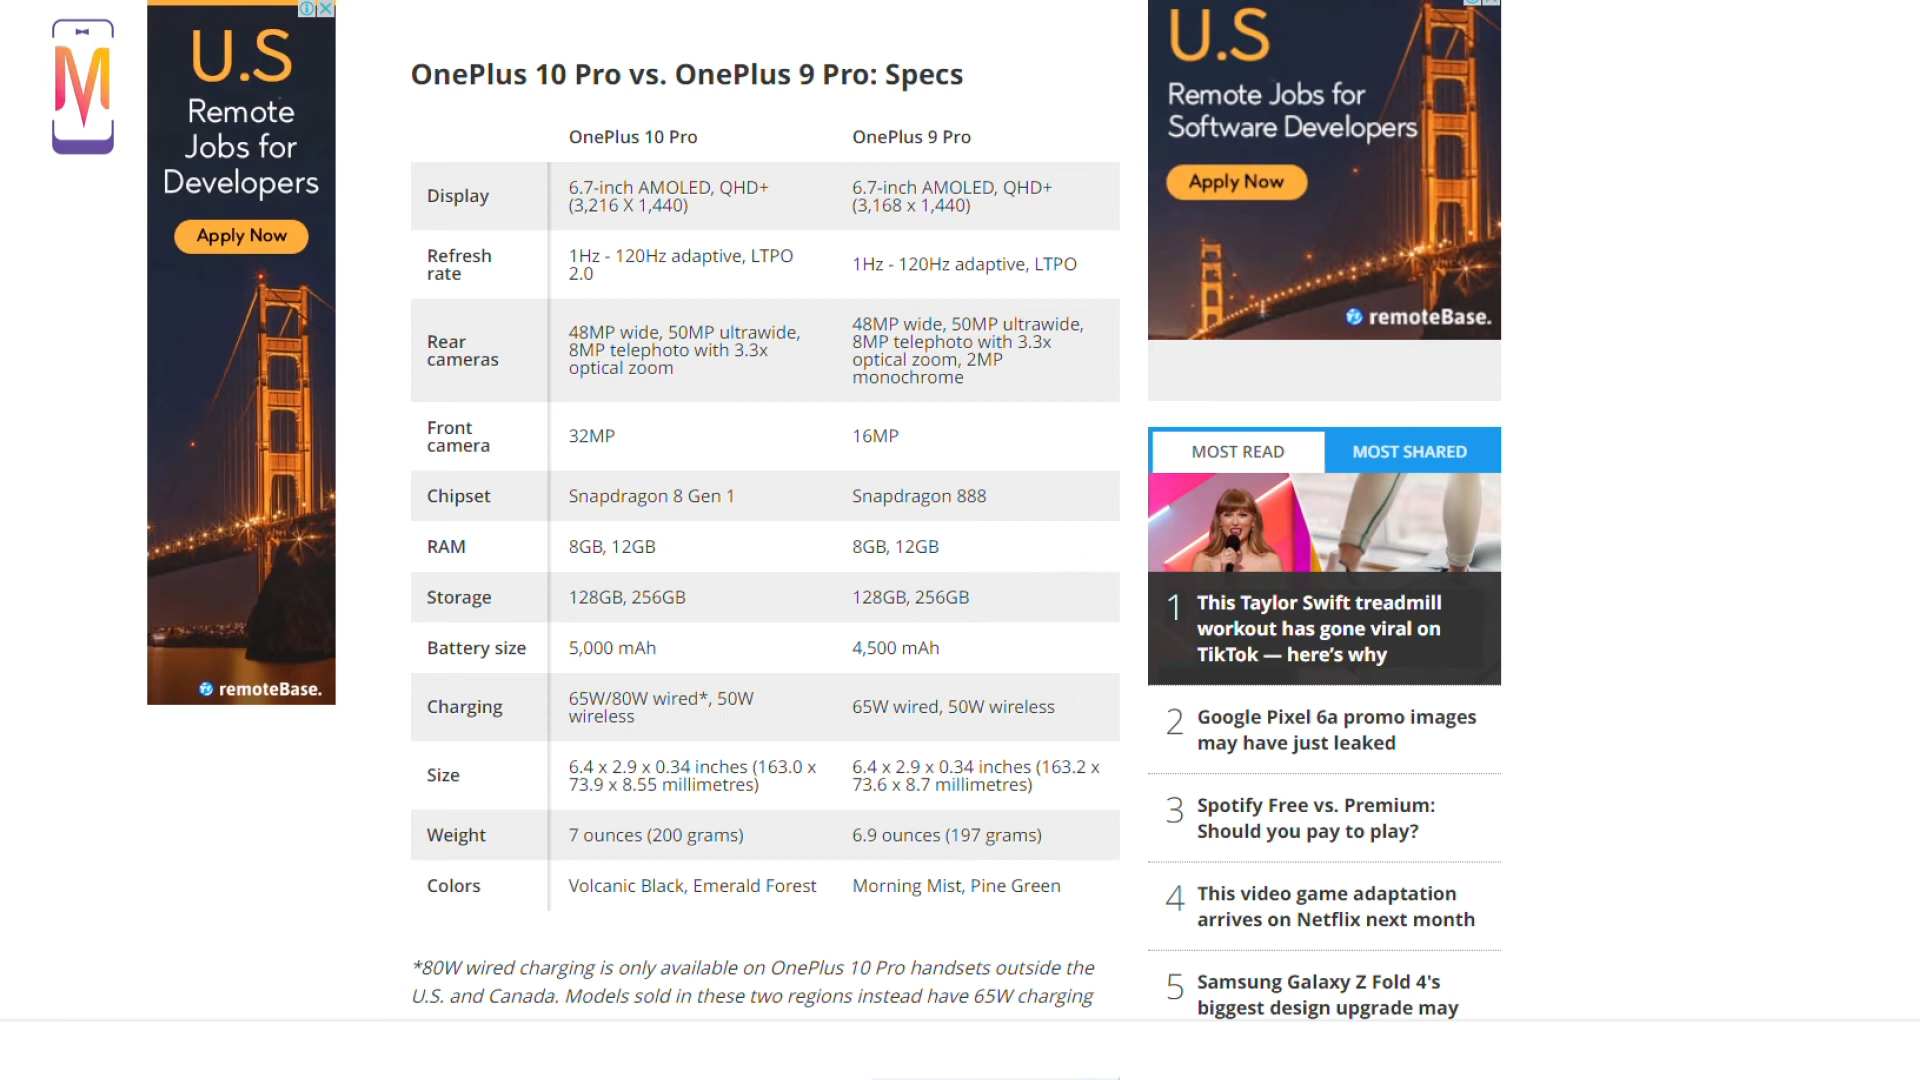 M
U.S
Remote
Jobs for
Developers
Apply Now
remoteBase.
OnePlus 10 Pro vs. OnePlus 9 Pro: Specs
OnePlus 10 Pro
OnePlus 9 Pro
Display
6.7-inch AMOLED, QHD+
(3,216 X 1,440)
6.7-inch AMOLED, QHD+
(3,168 x 1,440)
Refresh
rate
1Hz - 120Hz adaptive, LTPO
2.0
1Hz - 120Hz adaptive, LTPO
Rear
cameras
48MP wide, 50MP ultrawide,
8MP telephoto with 3.3x
optical zoom
48MP wide, 50MP ultrawide,
8MP telephoto with 3.3x
optical zoom, 2MP
monochrome
Front
camera
32MP
16MP
Chipset
Snapdragon 8 Gen 1
Snapdragon 888
RAM
8GB, 12GB
8GB, 12GB
Storage
128GB, 256GB
128GB, 256GB
Battery size
5,000 mAh
4,500 mAh
Charging
65W/80W wired*, 50W
wireless
65W wired, 50W wireless
Size
6.4 x 2.9 x 0.34 inches (163.0 x
73.9 x 8.55 millimetres)
6.4 x 2.9 x 0.34 inches (163.2 x
73.6 x 8.7 millimetres)
Weight
7 ounces (200 grams)
6.9 ounces (197 grams)
Colors
Volcanic Black, Emerald Forest
Morning Mist, Pine Green
*80W wired charging is only available on OnePlus 10 Pro handsets outside the
U.S. and Canada. Models sold in these two regions instead have 65W charging
U.S
Remote Jobs for
Software Developers
Apply Now
remoteBase.
MOST READ
MOST SHARED
1
This Taylor Swift treadmill
workout has gone viral on
TikTok — here’s why
2
Google Pixel 6a promo images
may have just leaked
3
Spotify Free vs. Premium:
Should you pay to play?
4
This video game adaptation
arrives on Netflix next month
5
Samsung Galaxy Z Fold 4's
biggest design upgrade may